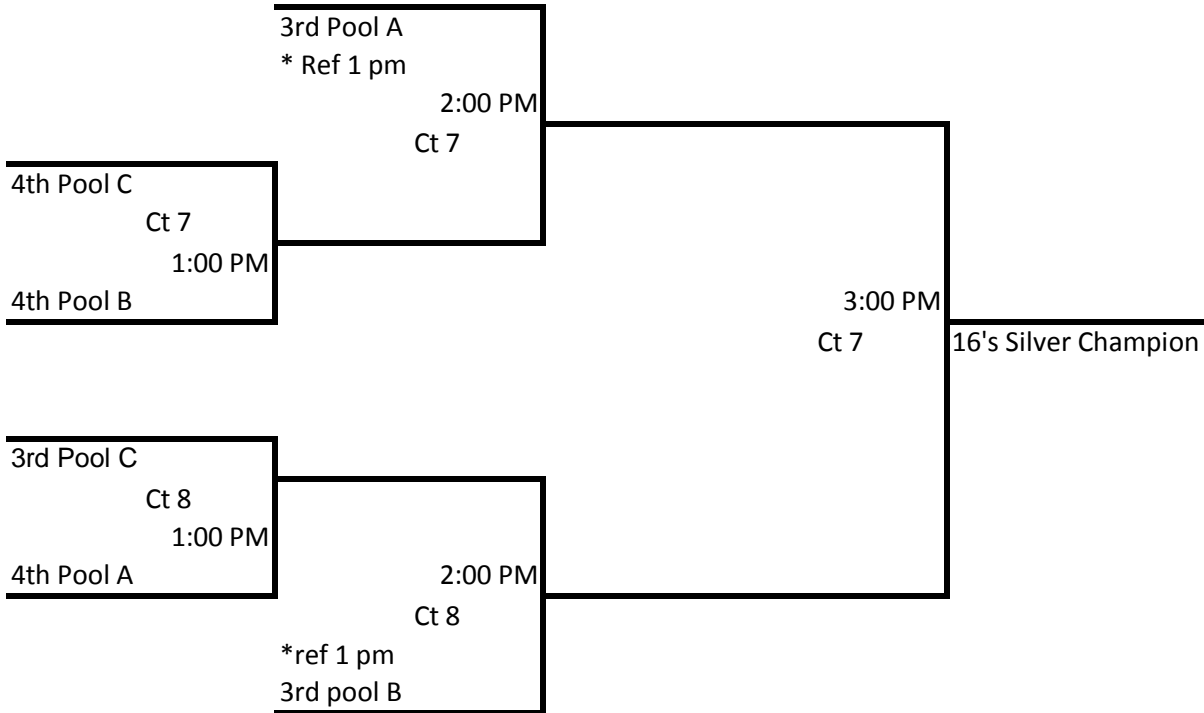 3rd Pool A
* Ref 1 pm
2:00 PM
Ct 7
4th Pool C
Ct 7
1:00 PM
4th Pool B
3:00 PM
Ct 7
16's Silver Champion
3rd Pool C
Ct 8
1:00 PM
4th Pool A
2:00 PM
Ct 8
*ref 1 pm
3rd pool B